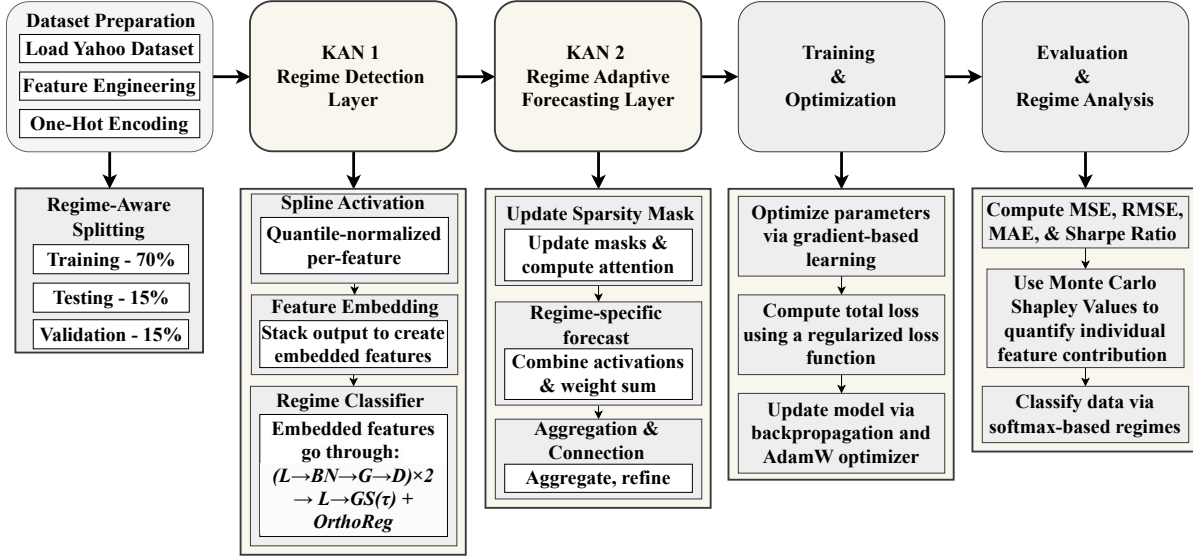 Dataset Preparation
Load Yahoo Dataset
Feature Engineering
One-Hot Encoding
KAN 1
Regime Detection
Layer
KAN 2
Regime Adaptive
Forecasting Layer
Training
&
Optimization
Evaluation
&
Regime Analysis
Regime-Aware
Splitting
Training - 70%
Testing - 15%
Validation - 15%
Spline Activation
Quantile-normalized
per-feature
Feature Embedding
Stack output to create
embedded features
Regime Classifier
Embedded features
go through:
(L→BN→G→D)×2
→ L→GS(τ) +
OrthoReg
Update Sparsity Mask
Update masks &
compute attention
Regime-specific
forecast
Combine activations
& weight sum
Aggregation &
Connection
Aggregate, refine
Optimize parameters
via gradient-based
learning
Compute total loss
using a regularized loss
function
Update model via
backpropagation and
AdamW optimizer
Compute MSE, RMSE,
MAE, & Sharpe Ratio
Use Monte Carlo
Shapley Values to
quantify individual
feature contribution
Classify data via
softmax-based regimes